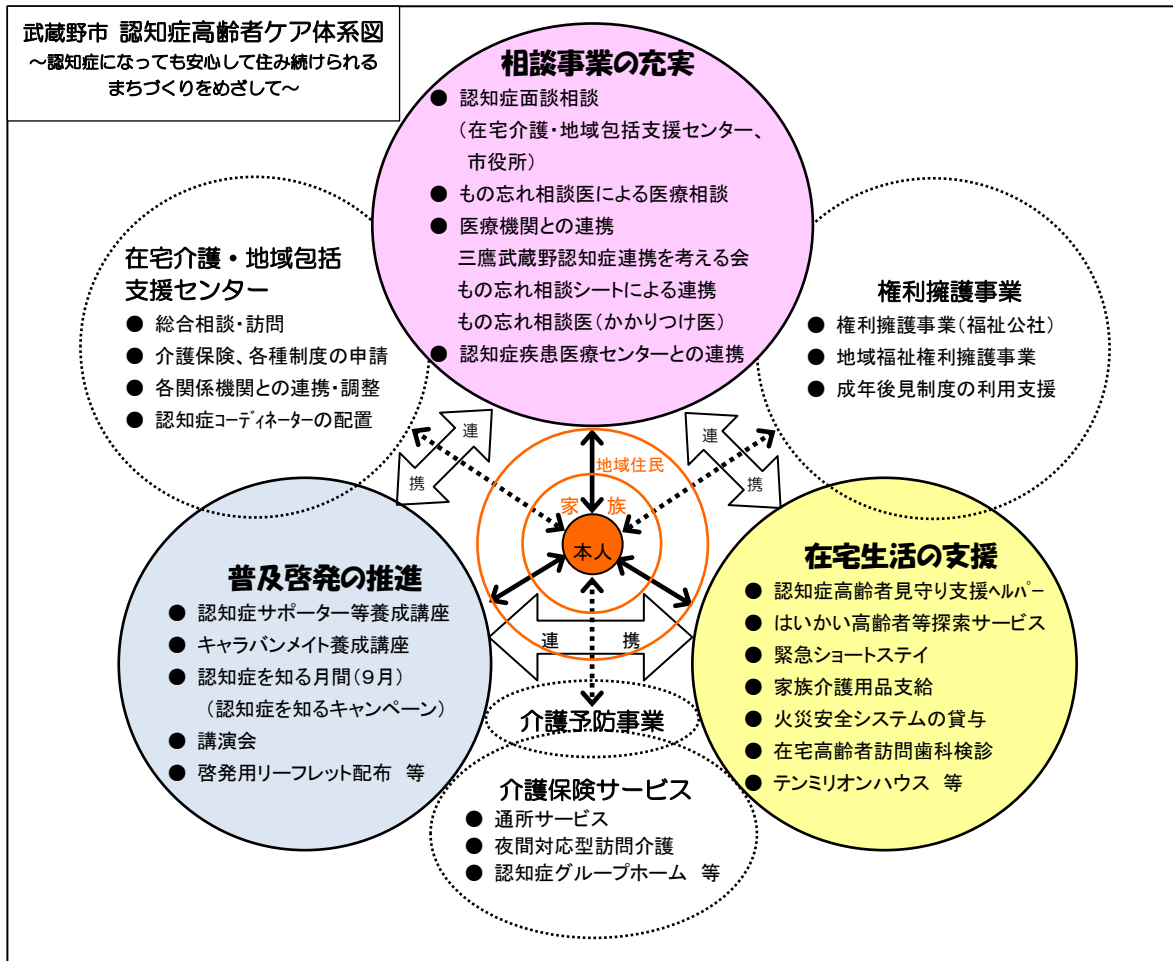 武蔵野市 認知症高齢者ケア体系図
～認知症になっても安心して住み続けられる
まちづくりをめざして～
相談事業の充実
● 認知症面談相談
(在宅介護・地域包括支援センター、
市役所)
● もの忘れ相談医による医療相談
● 医療機関との連携
三鷹武蔵野認知症連携を考える会
もの忘れ相談シートによる連携
もの忘れ相談医(かかりつけ医)
● 認知症疾患医療センターとの連携
在宅介護・地域包括
支援センター
● 総合相談・訪問
● 介護保険、各種制度の申請
● 各関係機関との連携・調整
● 認知症コーディネーターの配置
権利擁護事業
● 権利擁護事業(福祉公社)
● 地域福祉権利擁護事業
● 成年後見制度の利用支援
連
携
連
携
地域住民
家 族
本人
普及啓発の推進
● 認知症サポーター等養成講座
● キャラバンメイト養成講座
● 認知症を知る月間(9月)
(認知症を知るキャンペーン)
● 講演会
● 啓発用リーフレット配布 等
連 携
在宅生活の支援
● 認知症高齢者見守り支援ヘルパー
● はいかい高齢者等探索サービス
● 緊急ショートステイ
● 家族介護用品支給
● 火災安全システムの貸与
● 在宅高齢者訪問歯科検診
● テンミリオンハウス 等
介護予防事業
介護保険サービス
● 通所サービス
● 夜間対応型訪問介護
● 認知症グループホーム 等